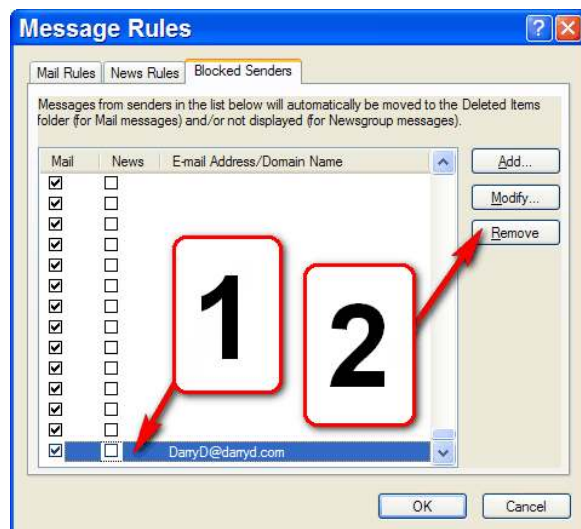 Message Rules
Mail Rules News Rules Blocked Senders
Messages from senders in the list below will automatically be moved to the Deleted Items
folder (for Mail messages) and/or not displayed (for Newsgroup messages).
Mail News E-mail Address/Domain Name
Add...
Modify...
Remove
1
2
DarryD@darryd.com
OK Cancel